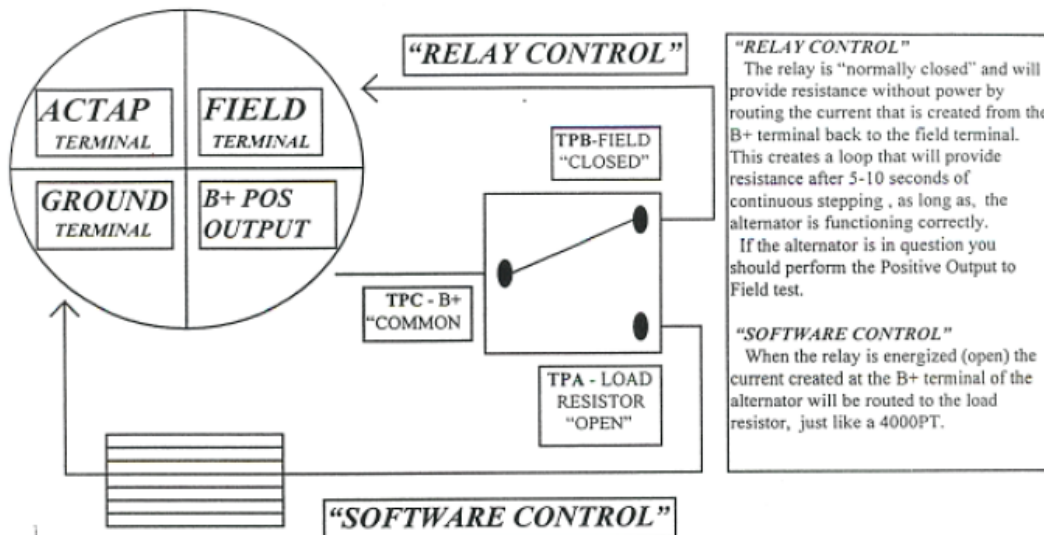 "RELAY CONTROL"
ACTAP
TERMINAL
FIELD
TERMINAL
GROUND
TERMINAL
B+ POS
OUTPUT
TPB-FIELD
"CLOSED"
TPC - B+
"COMMON
TPA - LOAD
RESISTOR
"OPEN"
"SOFTWARE CONTROL"
"RELAY CONTROL"
The relay is "normally closed" and will
provide resistance without power by
routing the current that is created from the
B+ terminal back to the field terminal.
This creates a loop that will provide
resistance after 5-10 seconds of
continuous stepping , as long as, the
alternator is functioning correctly.
If the alternator is in question you
should perform the Positive Output to
Field test.
"SOFTWARE CONTROL"
When the relay is energized (open) the
current created at the B+ terminal of the
alternator will be routed to the load
resistor, just like a 4000PT.